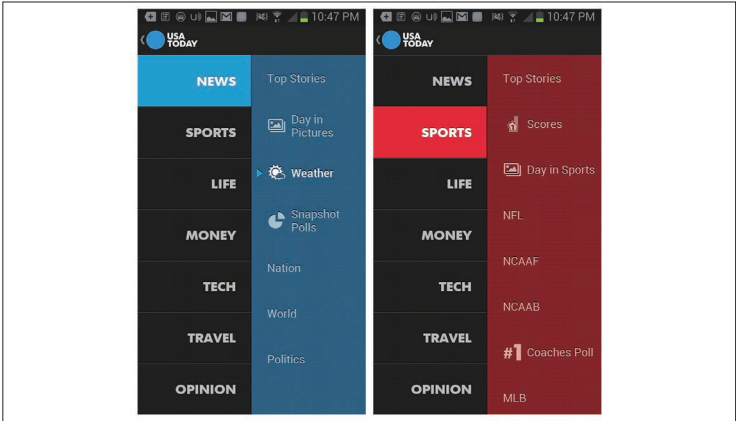 10:47 PM
USA
TODAY
NEWS
SPORTS
LIFE
MONEY
TECH
TRAVEL
OPINION
Top Stories
Day in
Pictures
Weather
Snapshot
Polls
Nation
World
Politics
10:47 PM
USA
TODAY
NEWS
SPORTS
LIFE
MONEY
TECH
TRAVEL
OPINION
Top Stories
Scores
Day in Sports
NFL
NCAAF
NCAAB
#1 Coaches Poll
MLB